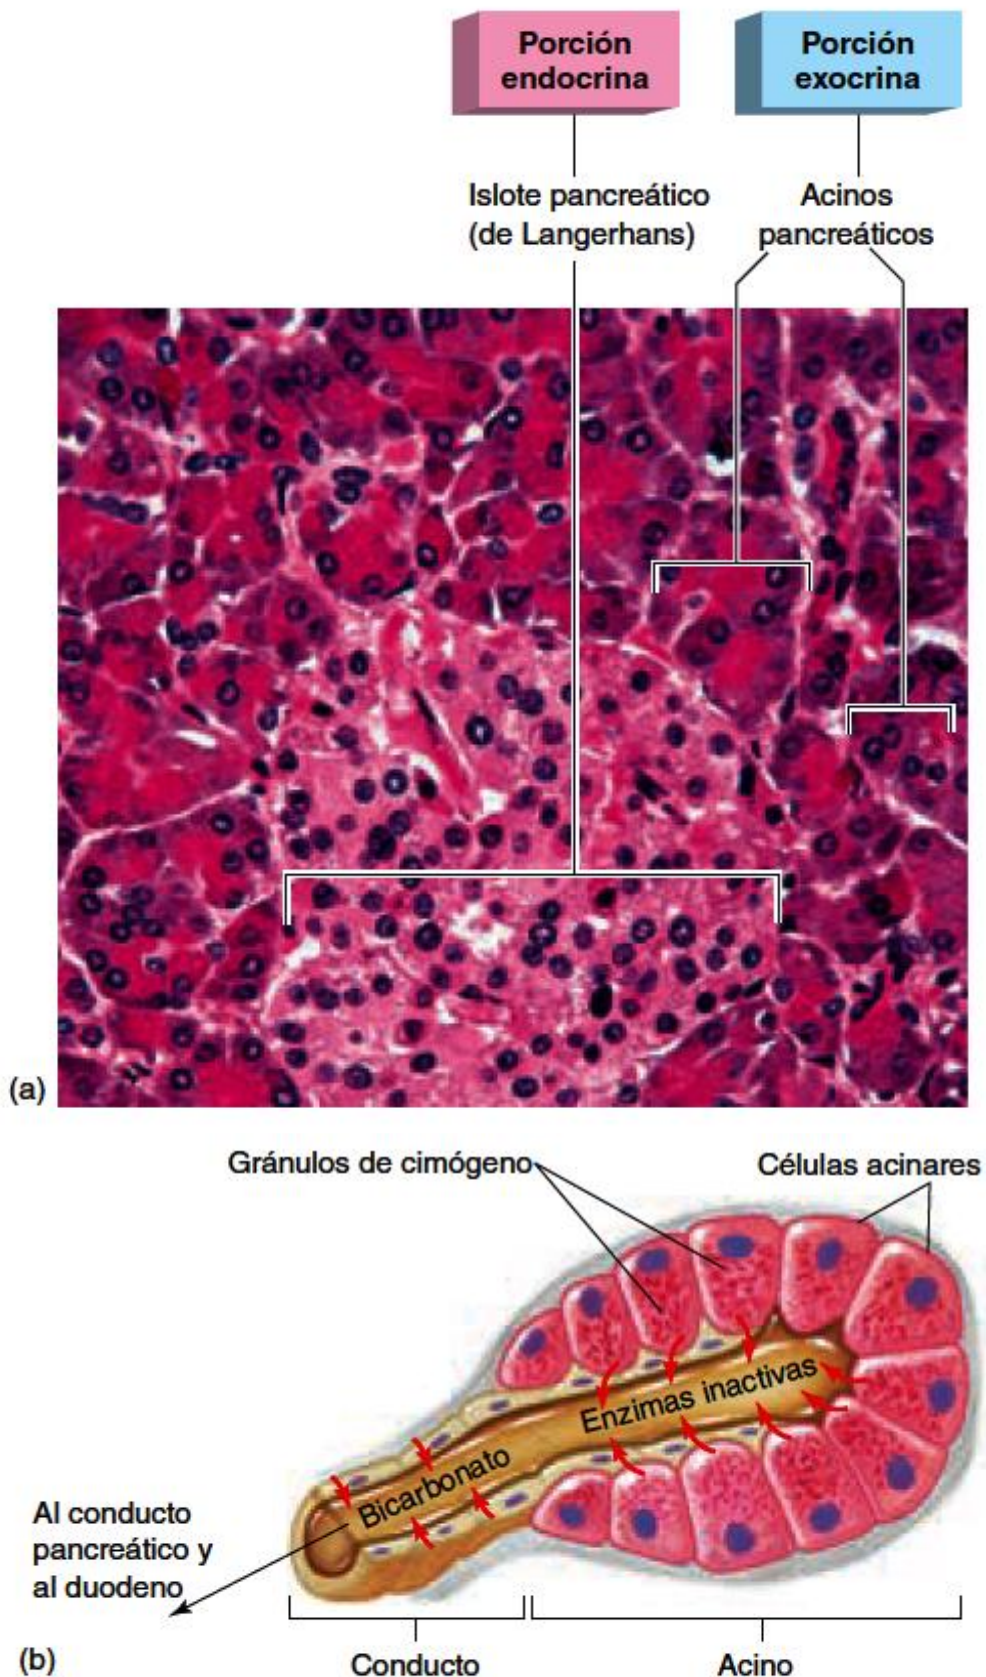 Porción
endocrina
Porción
exocrina
Islote pancreático
(de Langerhans)
Acinos
pancreáticos
(a)
Gránulos de cimógeno
Células acinares
Enzimas inactivas
Bicarbonato
Al conducto
pancreático y
al duodeno
(b)
Conducto
Acino